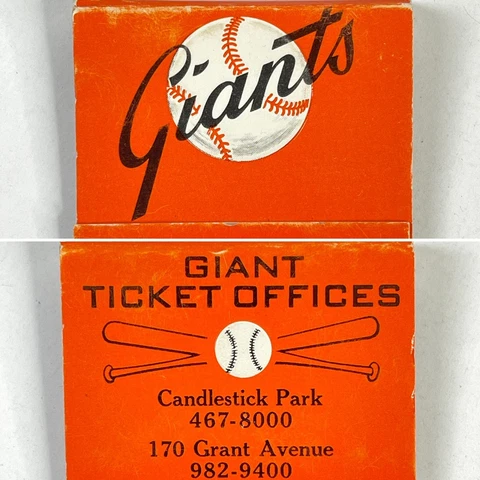 Giants
GIANT
TICKET OFFICES
Candlestick Park
467-8000
170 Grant Avenue
982-9400